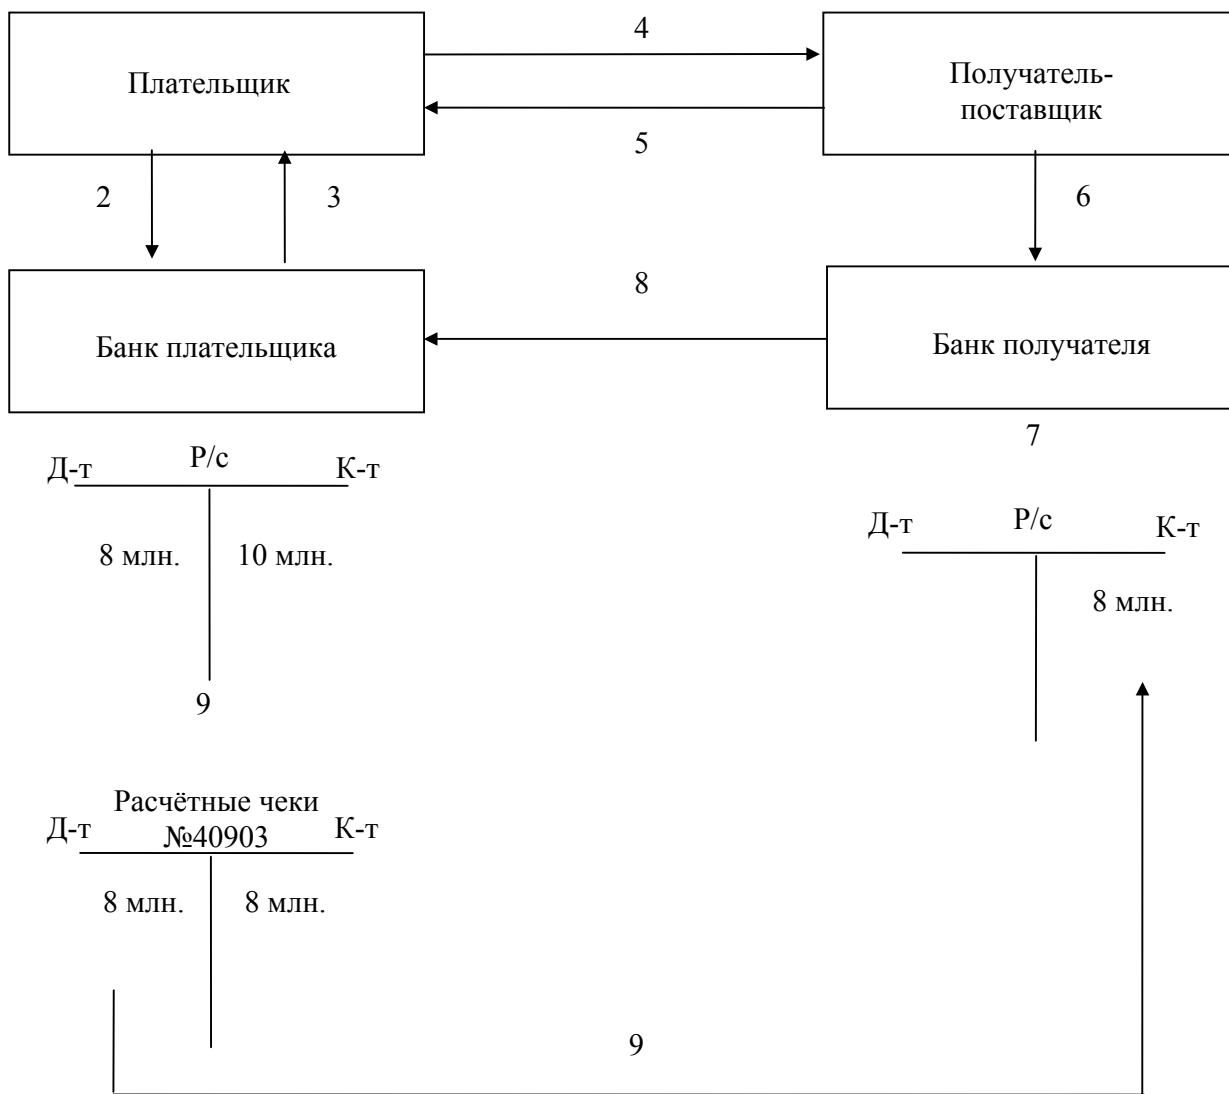 4
Плательщик
Получатель-
поставщик
5
2
3
6
8
Банк плательщика
Банк получателя
7
Д-т
Р/с
К-т
8 млн.
10 млн.
Д-т
Р/с
К-т
8 млн.
9
Расчётные чеки
№40903
Д-т
К-т
8 млн.
8 млн.
9